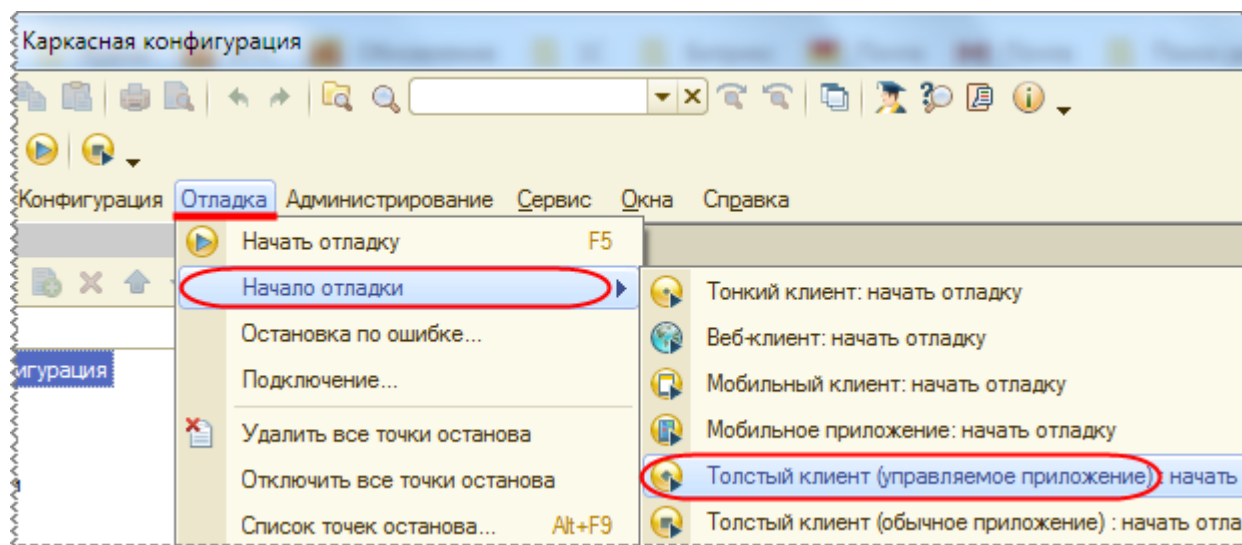 Каркасная конфигурация
Конфигурация Отладка Администрирование Сервис Окна Справка
Начать отладку F5
Начало отладки
Тонкий клиент: начать отладку
Остановка по ошибке...
Веб-клиент: начать отладку
игурация
Подключение...
Мобильный клиент: начать отладку
Удалить все точки останова
Мобильное приложение: начать отладку
Отключить все точки останова
Толстый клиент (управляемое приложение) : начать
Список точек останова... Alt+F9
Толстый клиент (обычное приложение) : начать отла